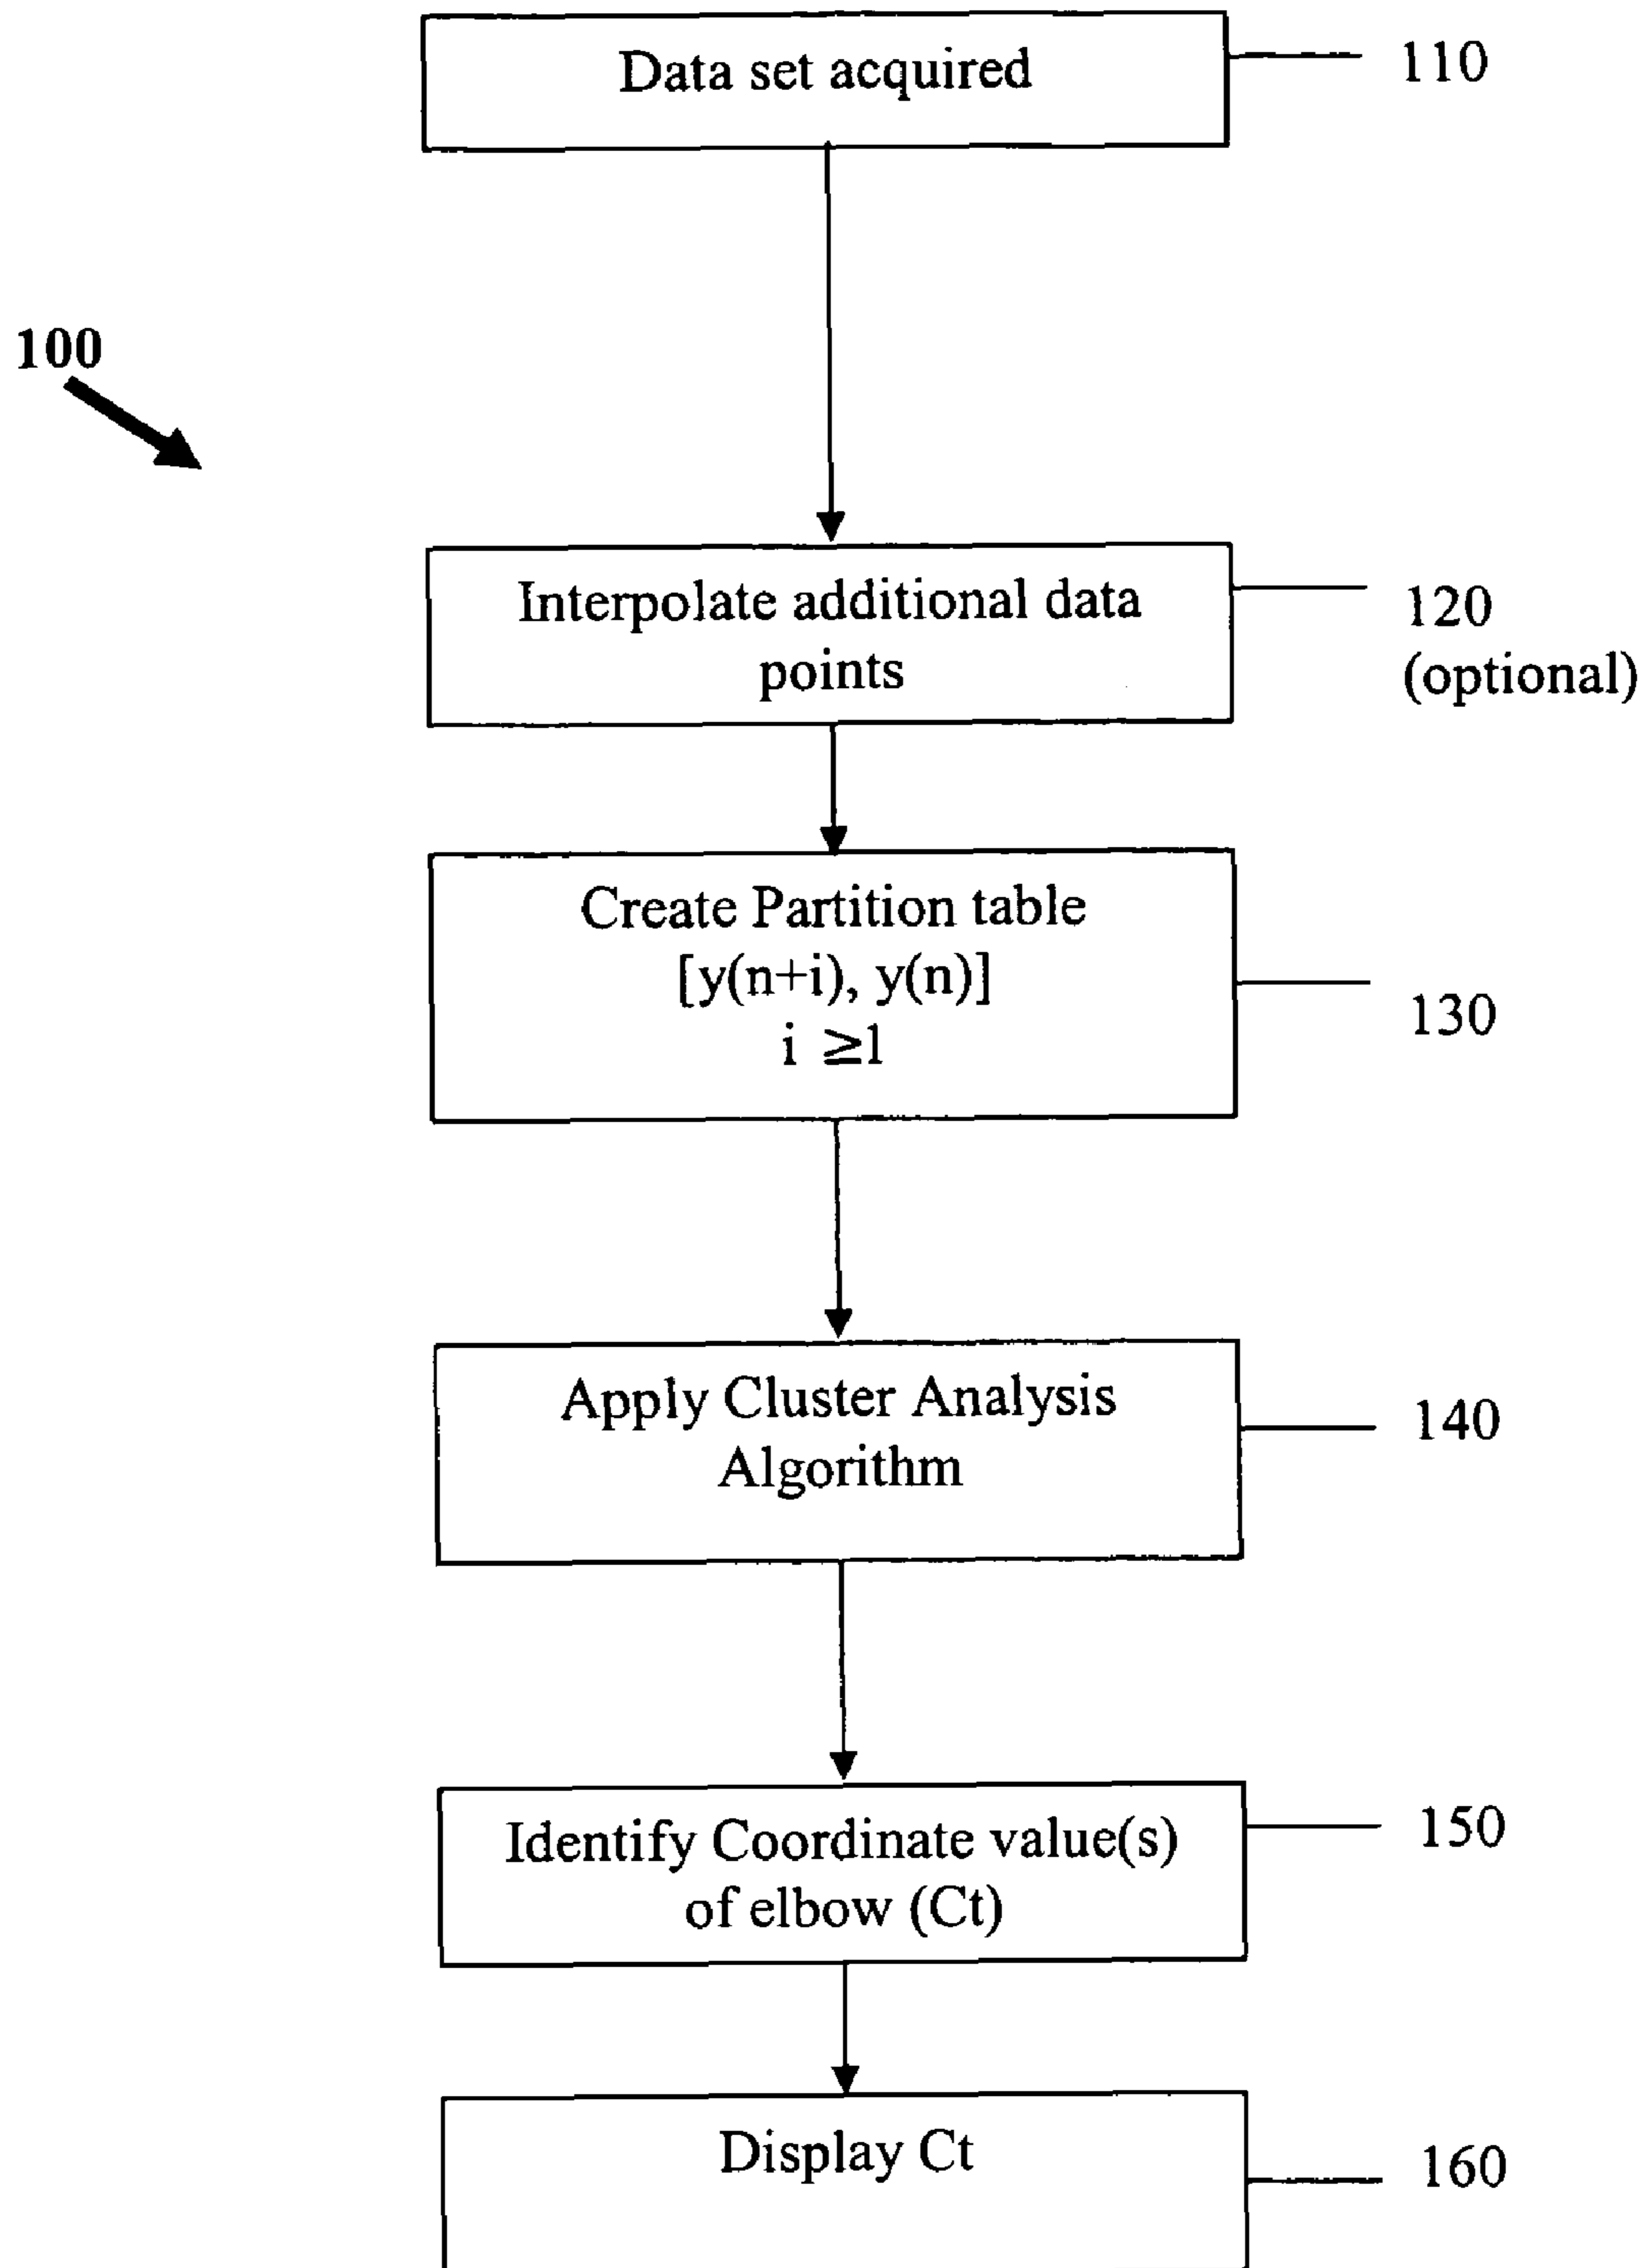 Data set acquired
110
100
Interpolate additional data
points
120
(optional)
Create Partition table
[y(n+i), y(n)]
i ≥1
130
Apply Cluster Analysis
Algorithm
140
Identify Coordinate value(s)
of elbow (Ct)
150
Display Ct
160